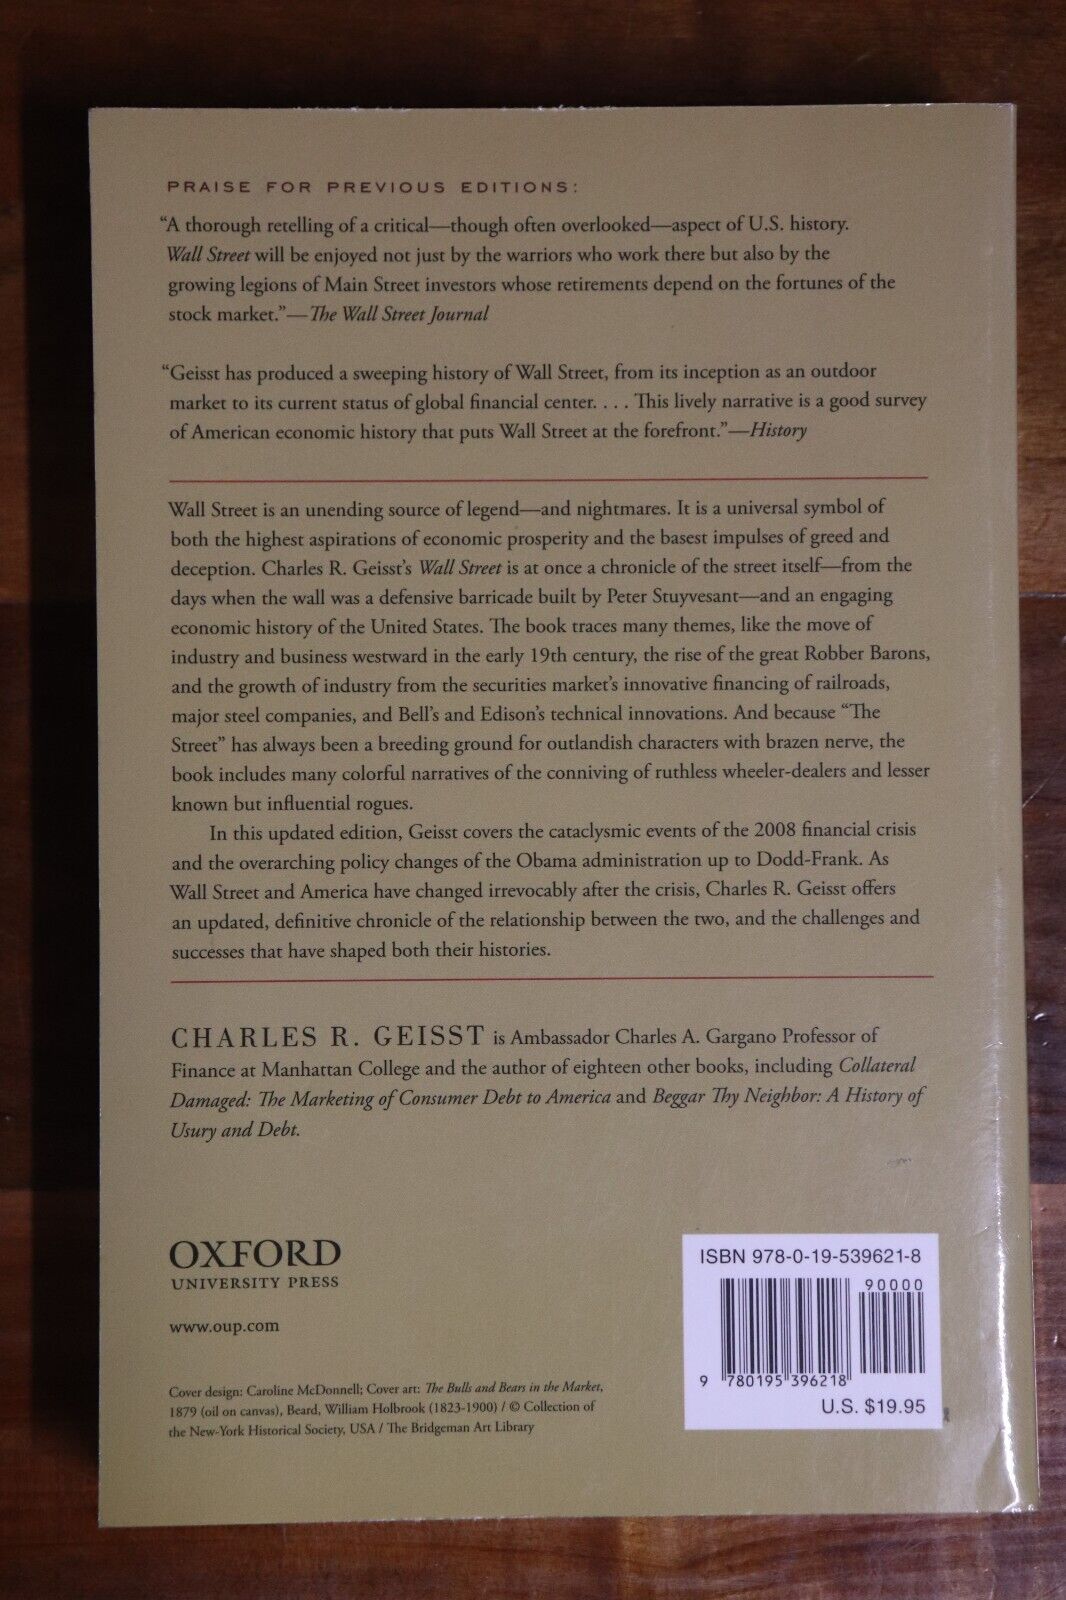 PRAISE FOR PREVIOUS EDITIONS:
“A thorough retelling of a critical—though often overlooked—aspect of U.S. history.
Wall Street will be enjoyed not just by the warriors who work there but also by the
growing legions of Main Street investors whose retirements depend on the fortunes of the
stock market.”—The Wall Street Journal
“Geisst has produced a sweeping history of Wall Street, from its inception as an outdoor
market to its current status of global financial center. . . . This lively narrative is a good survey
of American economic history that puts Wall Street at the forefront.”—History
Wall Street is an unending source of legend—and nightmares. It is a universal symbol of
both the highest aspirations of economic prosperity and the basest impulses of greed and
deception. Charles R. Geisst’s Wall Street is at once a chronicle of the street itself—from the
days when the wall was a defensive barricade built by Peter Stuyvesant—and an engaging
economic history of the United States. The book traces many themes, like the move of
industry and business westward in the early 19th century, the rise of the great Robber Barons,
and the growth of industry from the securities market’s innovative financing of railroads,
major steel companies, and Bell’s and Edison’s technical innovations. And because “The
Street” has always been a breeding ground for outlandish characters with brazen nerve, the
book includes many colorful narratives of the conniving of ruthless wheeler-dealers and lesser
known but influential rogues.
In this updated edition, Geisst covers the cataclysmic events of the 2008 financial crisis
and the overarching policy changes of the Obama administration up to Dodd-Frank. As
Wall Street and America have changed irrevocably after the crisis, Charles R. Geisst offers
an updated, definitive chronicle of the relationship between the two, and the challenges and
successes that have shaped both their histories.
CHARLES R. GEISST is Ambassador Charles A. Gargano Professor of
Finance at Manhattan College and the author of eighteen other books, including Collateral
Damaged: The Marketing of Consumer Debt to America and Beggar Thy Neighbor: A History of
Usury and Debt.
OXFORD
UNIVERSITY PRESS
www.oup.com
Cover design: Caroline McDonnell; Cover art: The Bulls and Bears in the Market,
1879 (oil on canvas), Beard, William Holbrook (1823-1900) / © Collection of
the New-York Historical Society, USA / The Bridgeman Art Library
ISBN 978-0-19-539621-8
90000
9 780195 396218
U.S. $19.95